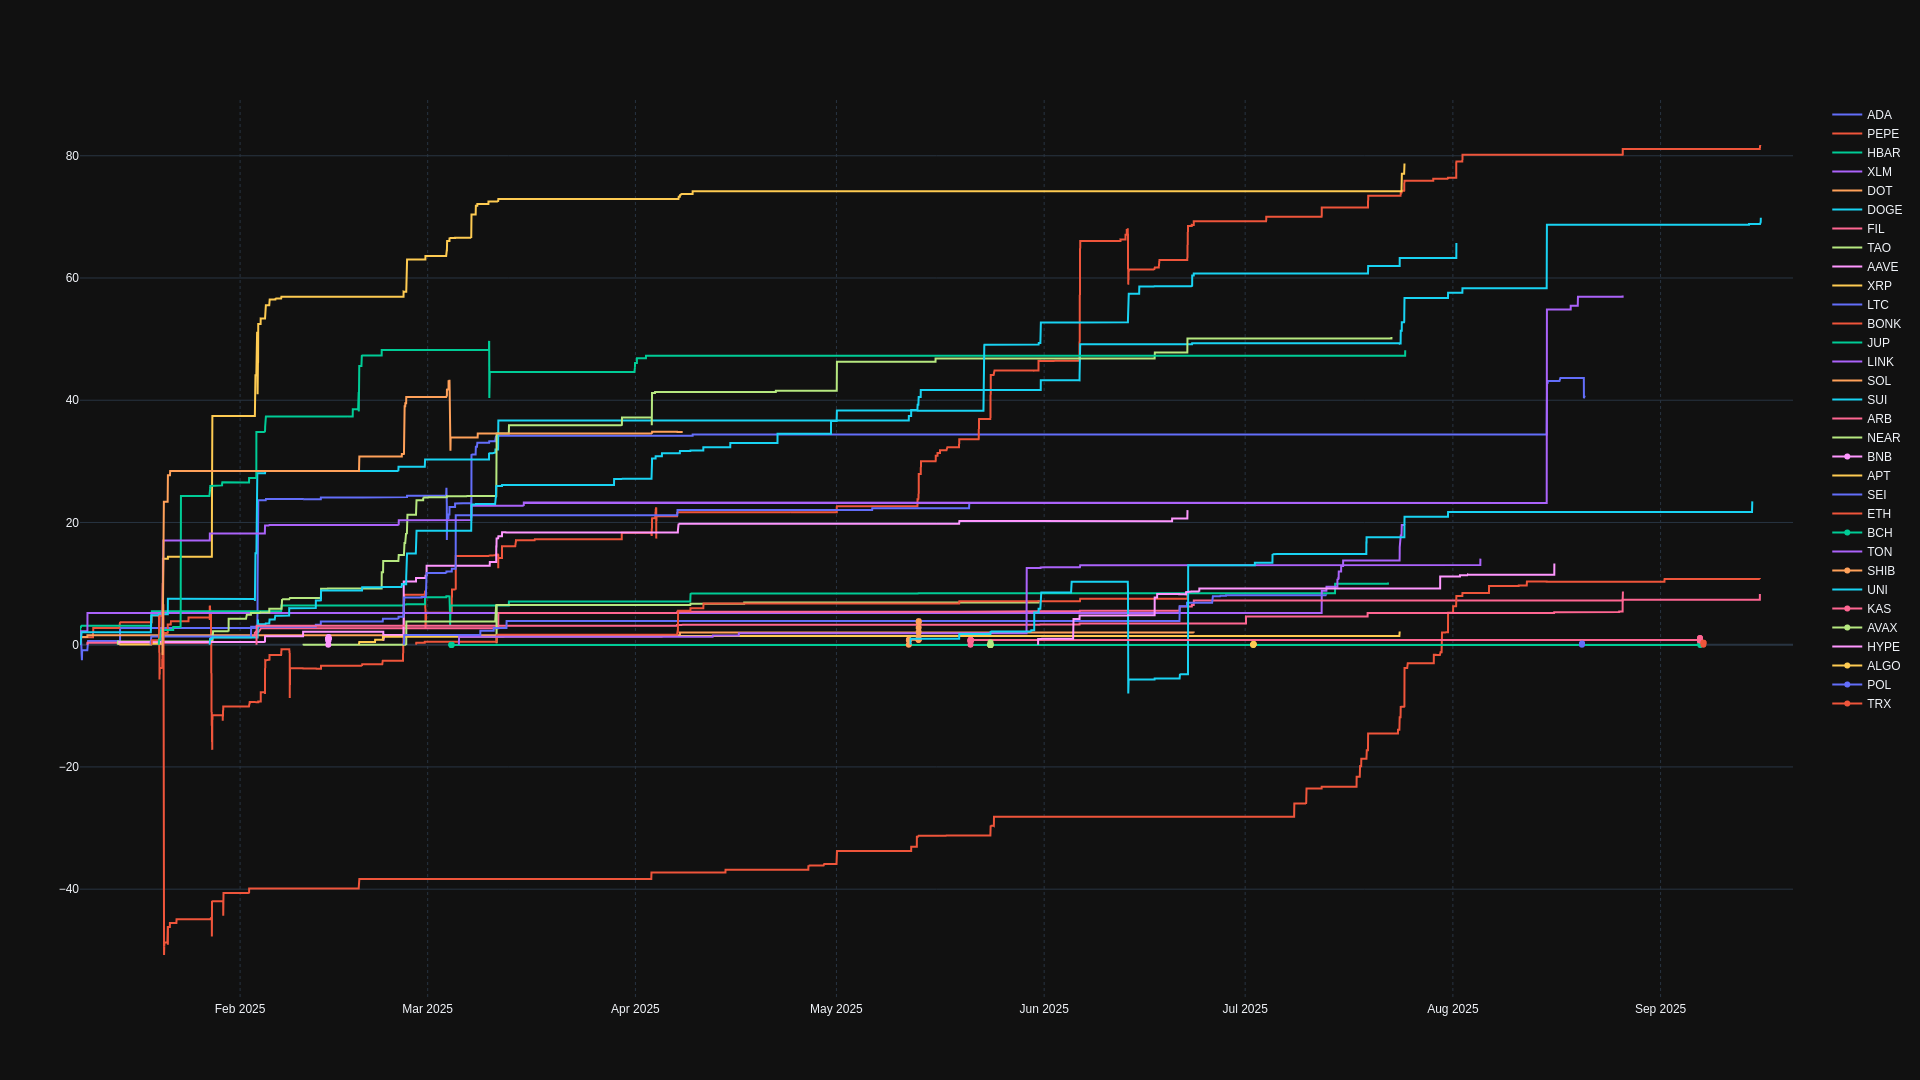 80
60
40
20
0
−20
−40
Feb 2025
Mar 2025
Apr 2025
May 2025
Jun 2025
Jul 2025
Aug 2025
Sep 2025
ADA
PEPE
HBAR
XLM
DOT
DOGE
FIL
TAO
AAVE
XRP
LTC
BONK
JUP
LINK
SOL
SUI
ARB
NEAR
BNB
APT
SEI
ETH
BCH
TON
SHIB
UNI
KAS
AVAX
HYPE
ALGO
POL
TRX